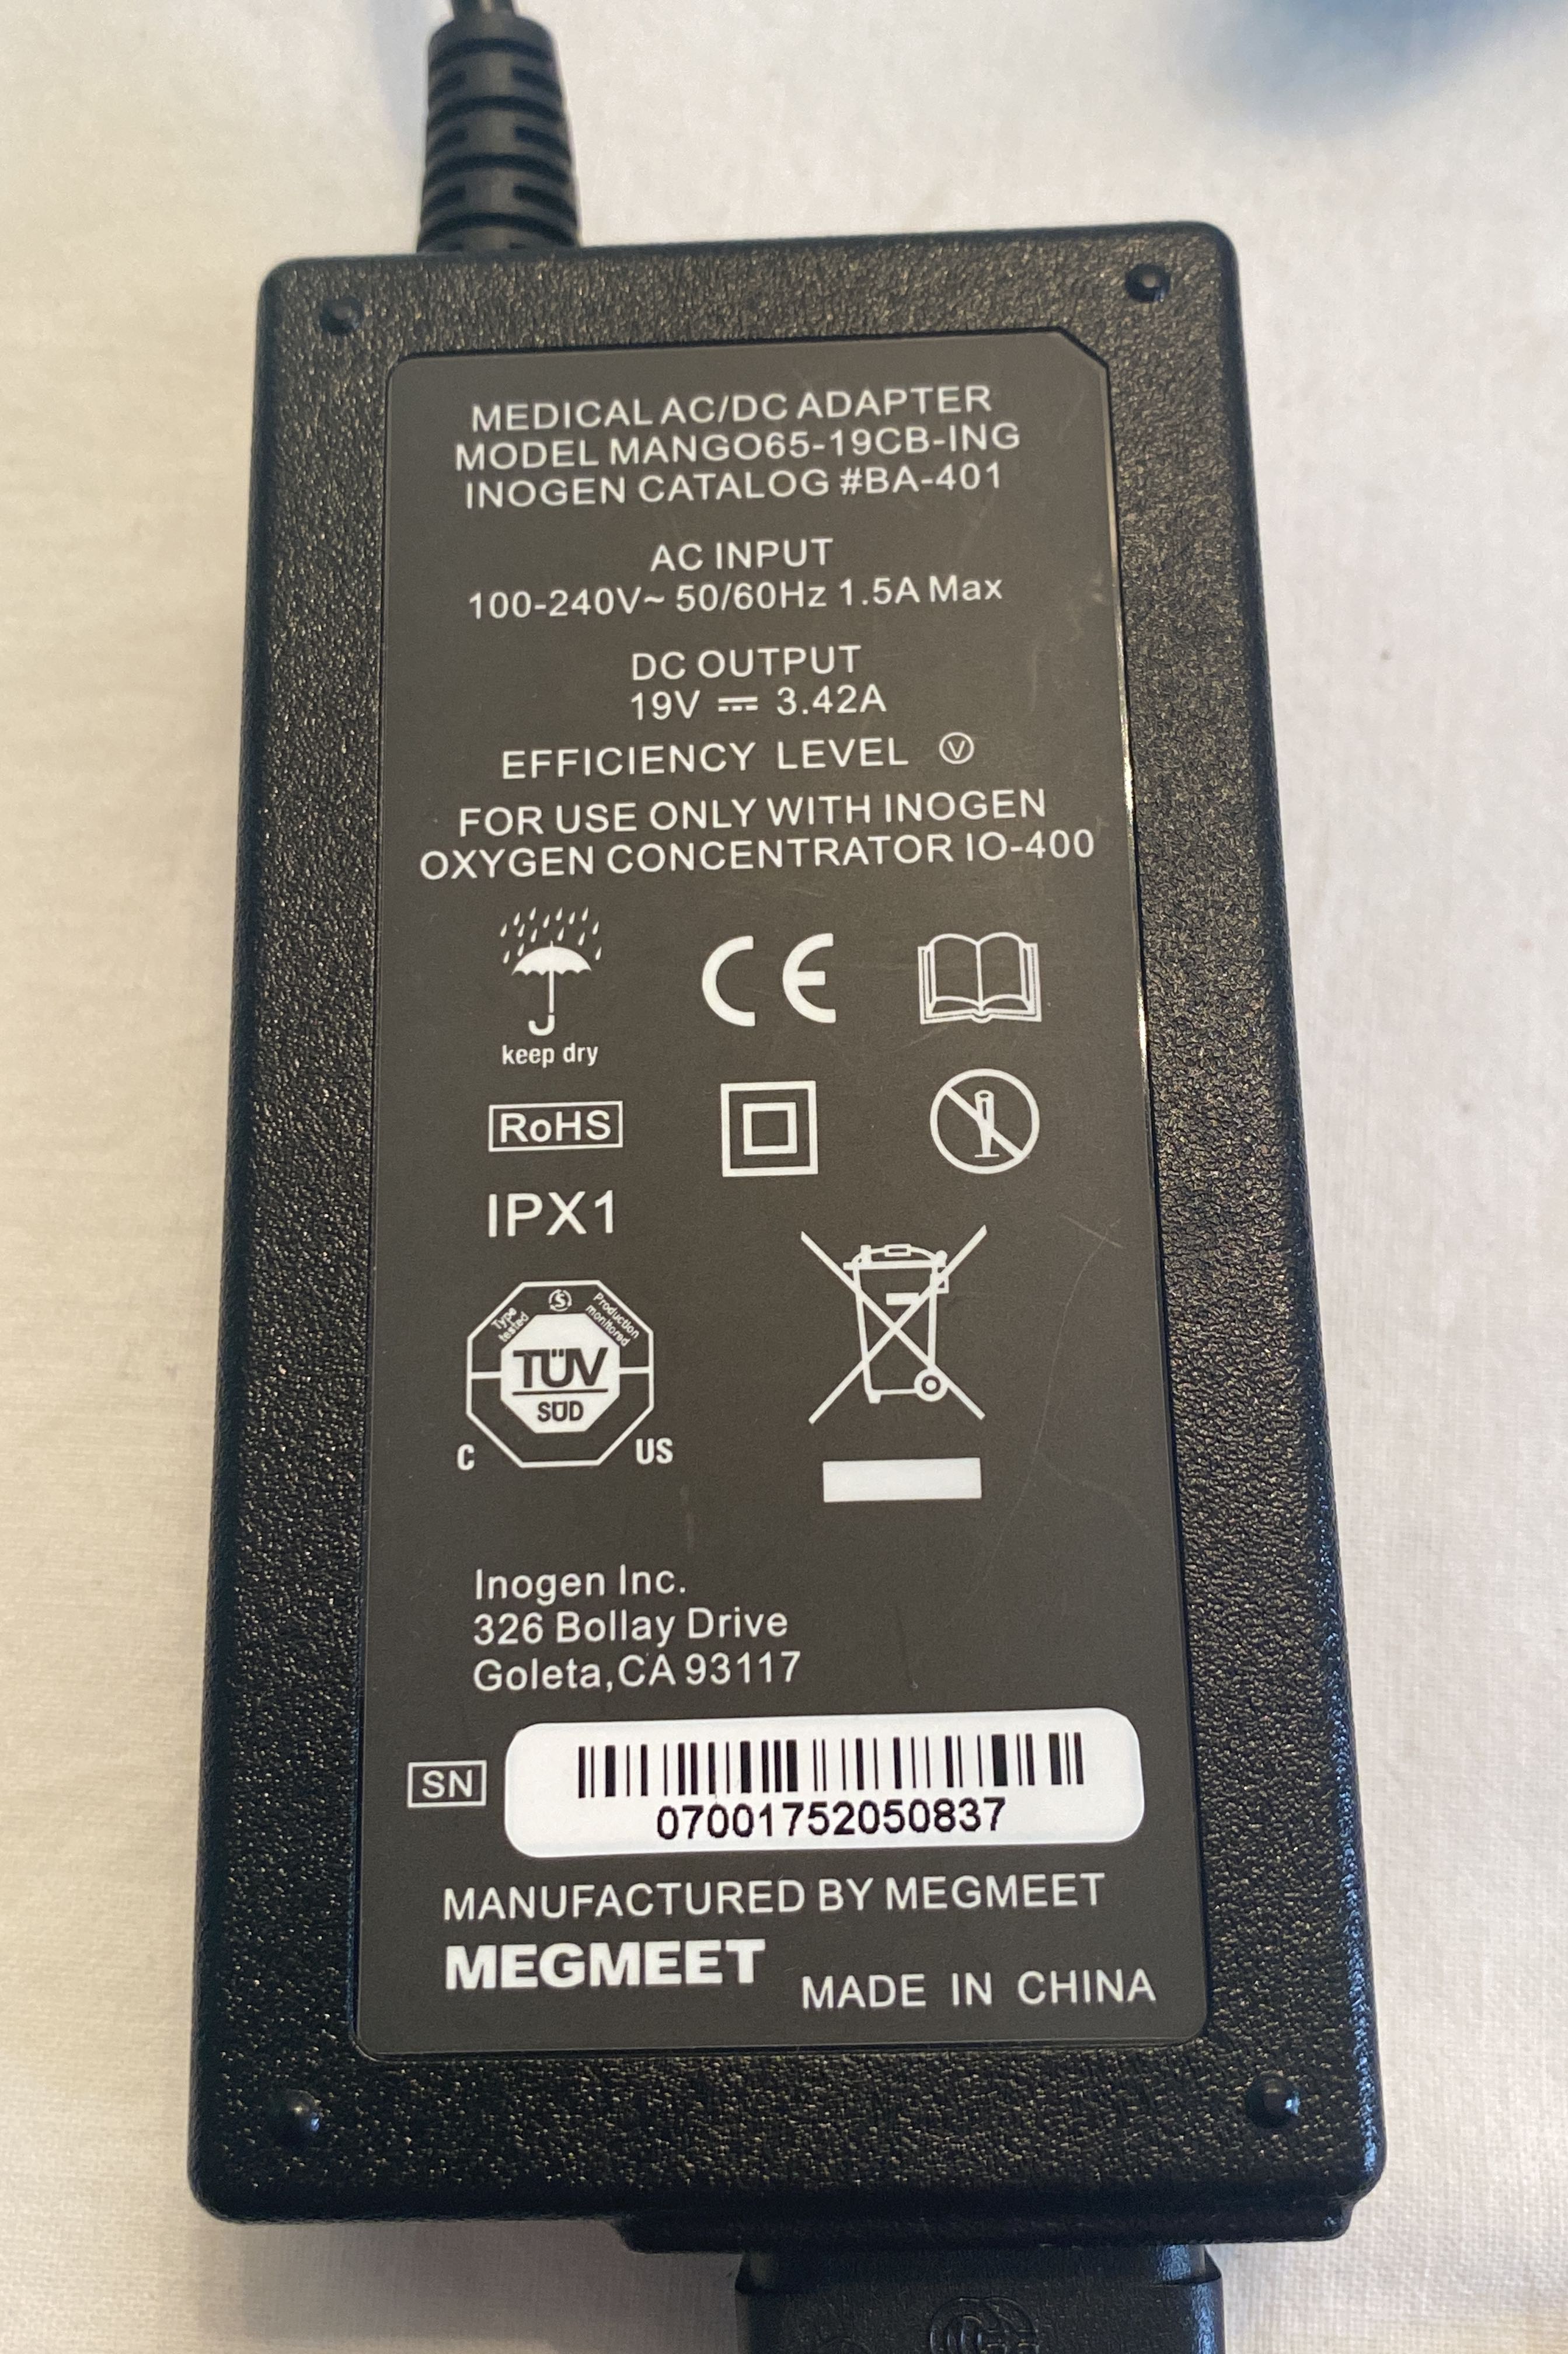 MEDICAL AC/DC ADAPTER
MODEL MANGO65-19CB-ING
INOGEN CATALOG #BA-401
AC INPUT
100-240V~ 50/60Hz 1.5A Max
DC OUTPUT
19V ⎓ 3.42A
EFFICIENCY LEVEL Ⓥ
FOR USE ONLY WITH INOGEN
OXYGEN CONCENTRATOR IO-400
keep dry
CE
RoHS
IPX1
Type tested
S
Production monitored
TÜV
SÜD
C US
Inogen Inc.
326 Bollay Drive
Goleta,CA 93117
SN
07001752050837
MANUFACTURED BY MEGMEET
MEGMEET
MADE IN CHINA